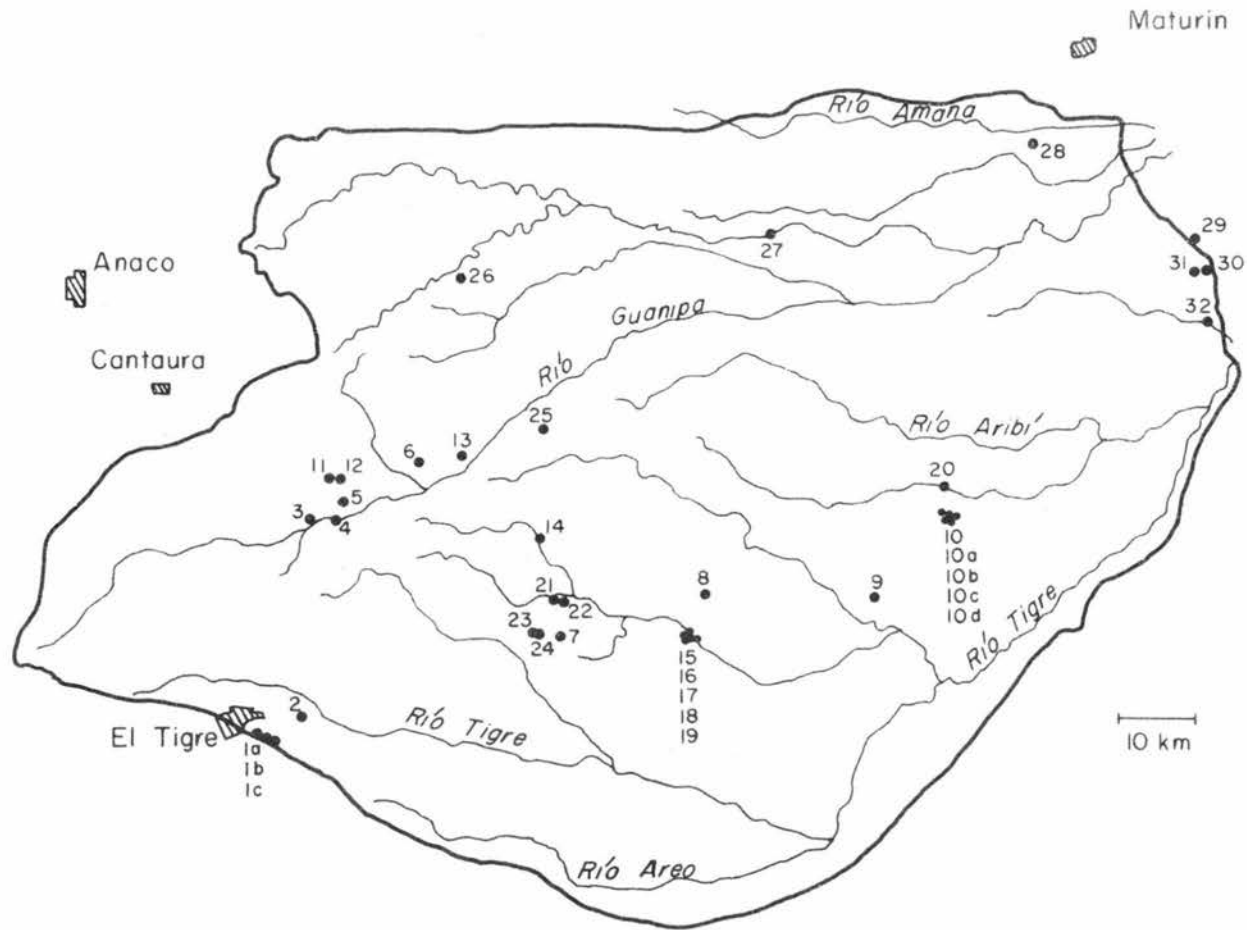 Maturin
Río Amana
28
29
27
Anaco
26
31
30
Guanipa
32
Cantaura
Río
25
Río Aribí
6
13
11
12
20
5
3
4
14
10
10a
10b
10c
10d
8
9
21
22
23
24
7
Río Tigre
15
16
17
18
19
2
El Tigre
Río Tigre
10 km
1a
1b
1c
Río Areo